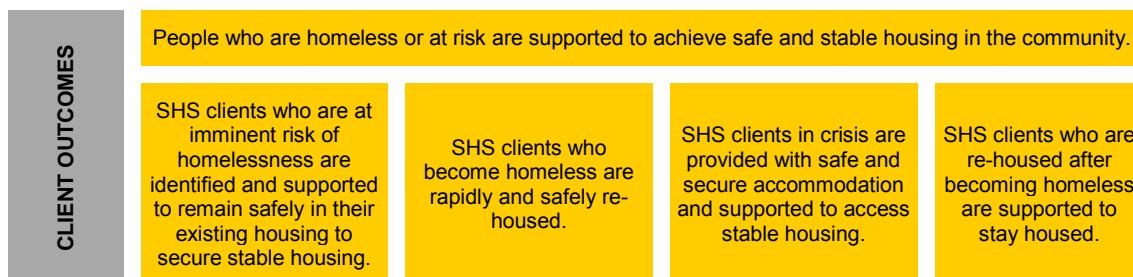 CLIENT OUTCOMES
People who are homeless or at risk are supported to achieve safe and stable housing in the community.
SHS clients who are at
imminent risk of
homelessness are
identified and supported
to remain safely in their
existing housing to
secure stable housing.
SHS clients who
become homeless are
rapidly and safely re-
housed.
SHS clients in crisis are
provided with safe and
secure accommodation
and supported to access
stable housing.
SHS clients who are
re-housed after
becoming homeless
are supported to
stay housed.